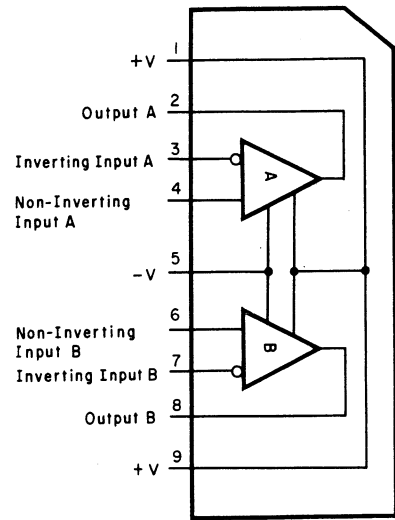 1
+V
2
Output A
3
Inverting Input A
4
Non-Inverting
Input A
A
5
-V
6
Non-Inverting
Input B
7
Inverting Input B
B
8
Output B
9
+V